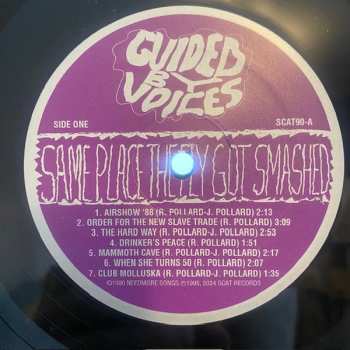 GUIDED
BY
VOICES
SIDE ONE
SCAT90-A
SAME PLACE THE FLY GOT SMASHED
1. AIRSHOW '88 (R. POLLARD-J. POLLARD) 2:13
2. ORDER FOR THE NEW SLAVE TRADE (R. POLLARD) 3:09
3. THE HARD WAY (R. POLLARD-J. POLLARD) 2:53
4. DRINKER'S PEACE (R. POLLARD) 1:51
5. MAMMOTH CAVE (R. POLLARD-J. POLLARD) 2:17
6. WHEN SHE TURNS 50 (R. POLLARD) 2:07
7. CLUB MOLLUSKA (R. POLLARD-J. POLLARD) 1:35
1990 NEEDMORE SONGS 2024 SCAT RECORDS